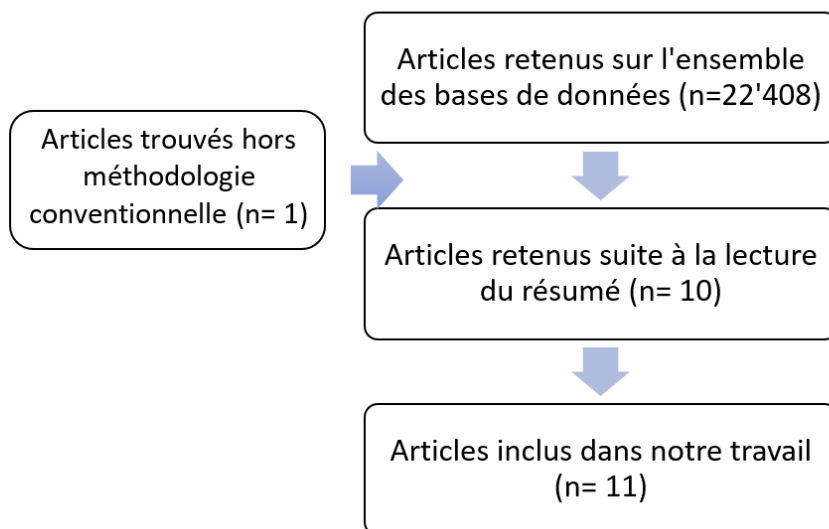 Articles retenus sur l'ensemble
des bases de données (n=22'408)
Articles trouvés hors
méthodologie
conventionnelle (n= 1)
Articles retenus suite à la lecture
du résumé (n= 10)
Articles inclus dans notre travail
(n= 11)